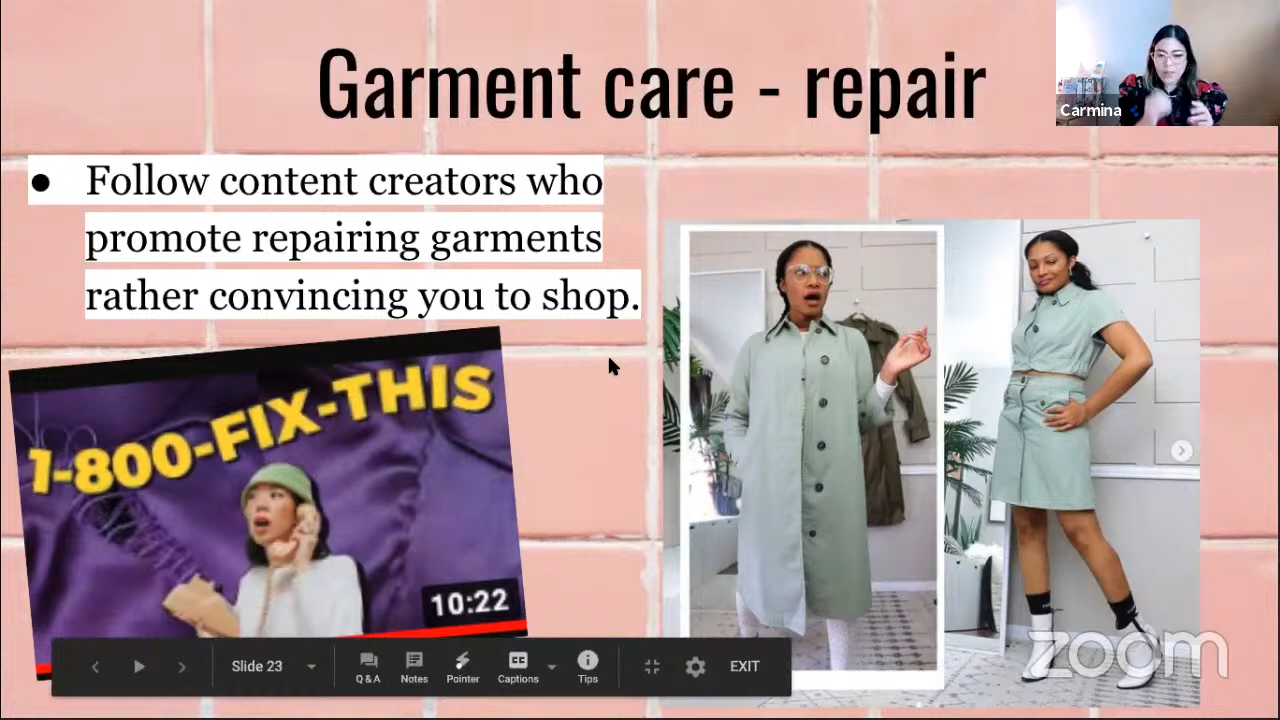 Garment care - repair
Carmina
● Follow content creators who
promote repairing garments
rather convincing you to shop.
1-800-FIX-THIS
10:22
Slide 23
Q & A
Notes
Pointer
Captions
Tips
EXIT
zoom